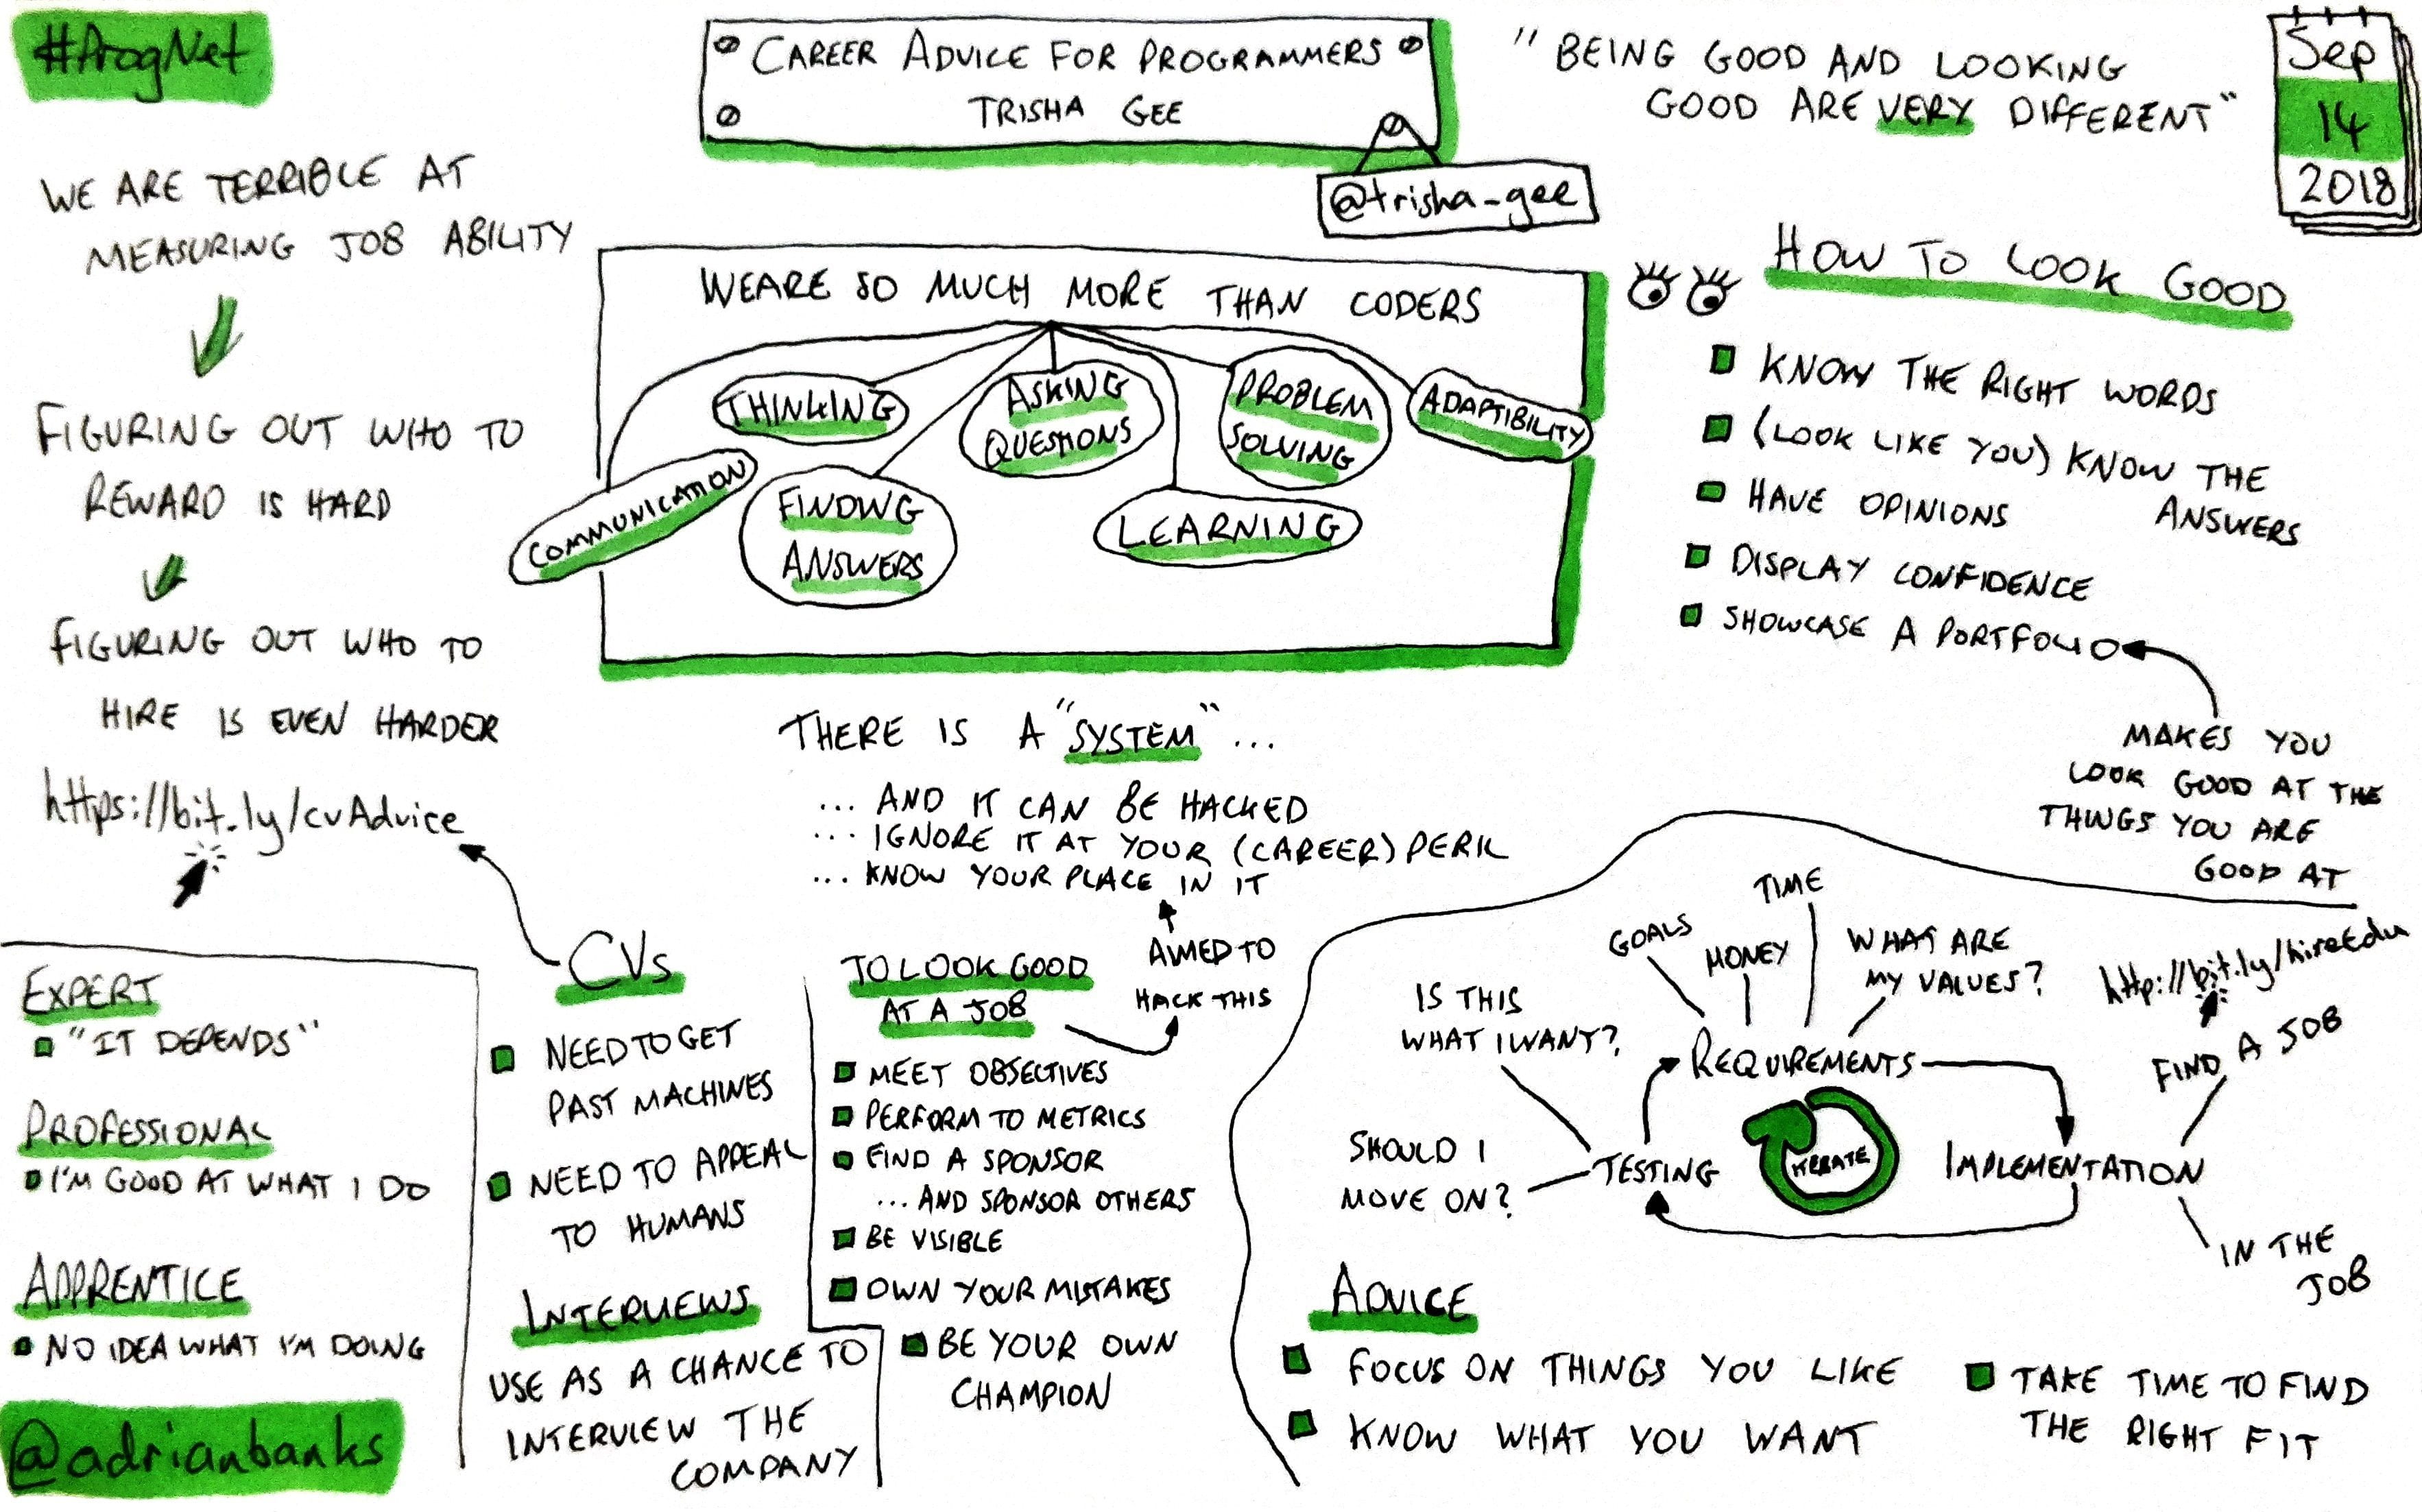 #ProgNet
CAREER ADVICE FOR PROGRAMMERS
TRISHA GEE
@trisha_gee
"BEING GOOD AND LOOKING
GOOD ARE VERY DIFFERENT"
Sep
14
2018
WE ARE TERRIBLE AT
MEASURING JOB ABILITY
FIGURING OUT WHO TO
REWARD IS HARD
FIGURING OUT WHO TO
HIRE IS EVEN HARDER
https://bit.ly/cvAdvice
WE ARE SO MUCH MORE THAN CODERS
COMMUNICATION
THINKING
FINDING
ANSWERS
ASKING
QUESTIONS
LEARNING
PROBLEM
SOLVING
ADAPTIBILITY
HOW TO LOOK GOOD
KNOW THE RIGHT WORDS
(LOOK LIKE YOU) KNOW THE
ANSWERS
HAVE OPINIONS
DISPLAY CONFIDENCE
SHOWCASE A PORTFOLIO
MAKES YOU
LOOK GOOD AT THE
THINGS YOU ARE
GOOD AT
THERE IS A "SYSTEM"...
... AND IT CAN BE HACKED
... IGNORE IT AT YOUR (CAREER) PERIL
... KNOW YOUR PLACE IN IT
AIMED TO
HACK THIS
EXPERT
"IT DEPENDS"
PROFESSIONAL
I'M GOOD AT WHAT I DO
APPRENTICE
NO IDEA WHAT I'M DOING
@adrianbanks
CVs
NEED TO GET
PAST MACHINES
NEED TO APPEAL
TO HUMANS
INTERVIEWS
USE AS A CHANCE TO
INTERVIEW THE
COMPANY
TO LOOK GOOD
AT A JOB
MEET OBJECTIVES
PERFORM TO METRICS
FIND A SPONSOR
... AND SPONSOR OTHERS
BE VISIBLE
OWN YOUR MISTAKES
BE YOUR OWN
CHAMPION
GOALS
MONEY
TIME
WHAT ARE
MY VALUES?
REQUIREMENTS
IS THIS
WHAT I WANT?
SHOULD I
MOVE ON?
TESTING
ITERATE
IMPLEMENTATION
http://bit.ly/hireEdu
FIND A JOB
IN THE
JOB
ADVICE
FOCUS ON THINGS YOU LIKE
KNOW WHAT YOU WANT
TAKE TIME TO FIND
THE RIGHT FIT